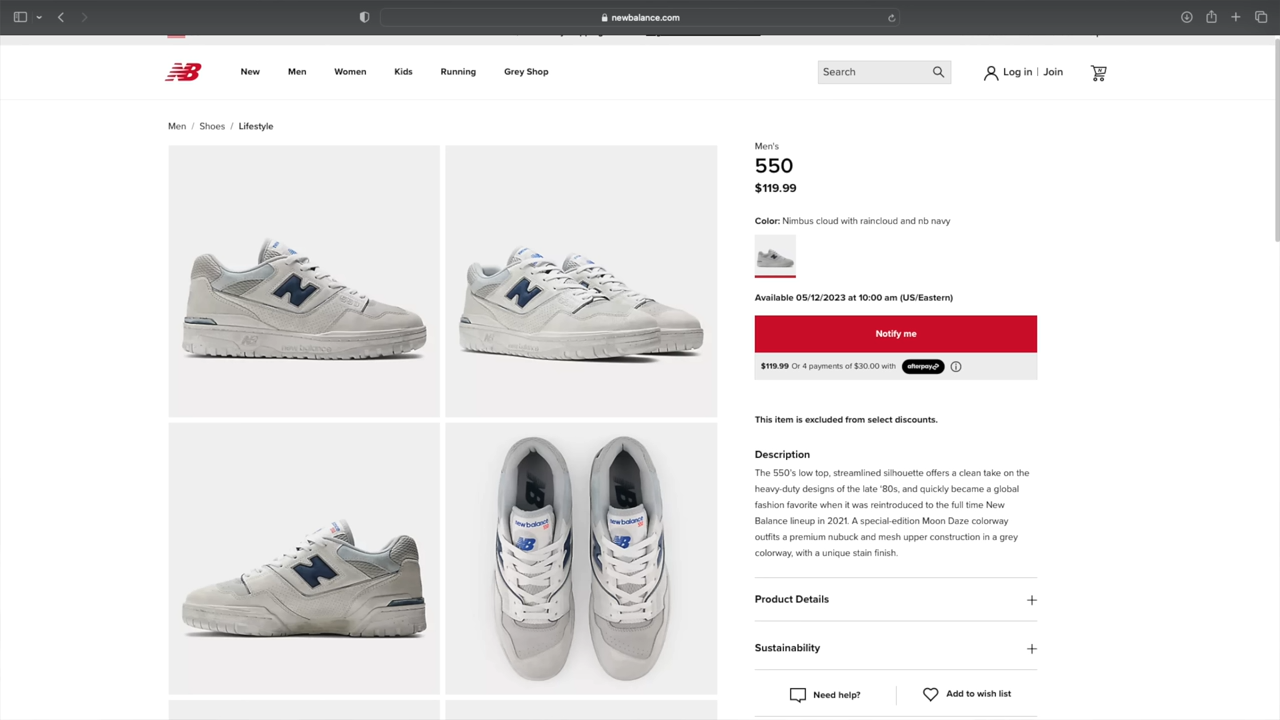 newbalance.com
New Men Women Kids Running Grey Shop Search Log in | Join
Men / Shoes / Lifestyle
Men's
550
$119.99
Color: Nimbus cloud with raincloud and nb navy
Available 05/12/2023 at 10:00 am (US/Eastern)
Notify me
$119.99 Or 4 payments of $30.00 with afterpay
This item is excluded from select discounts.
Description
The 550's low top, streamlined silhouette offers a clean take on the
heavy-duty designs of the late '80s, and quickly became a global
fashion favorite when it was reintroduced to the full time New
Balance lineup in 2021. A special-edition Moon Daze colorway
outfits a premium nubuck and mesh upper construction in a grey
colorway, with a unique stain finish.
Product Details
Sustainability
Need help? Add to wish list
new balance
new balance
new balance